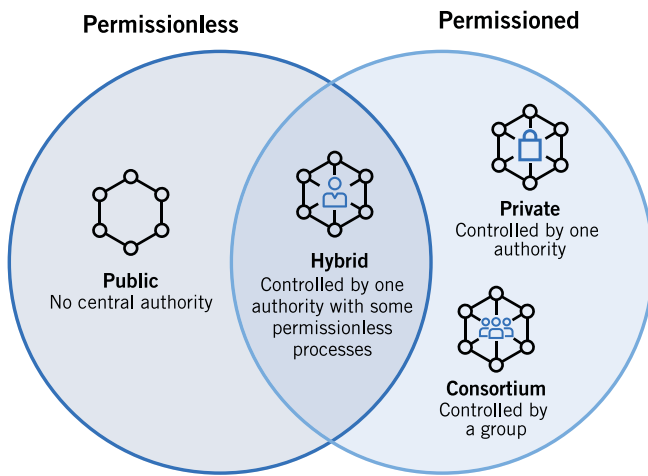 Permissionless
Permissioned
Public
No central authority
Hybrid
Controlled by one
authority with some
permissionless
processes
Private
Controlled by one
authority
Consortium
Controlled by
a group